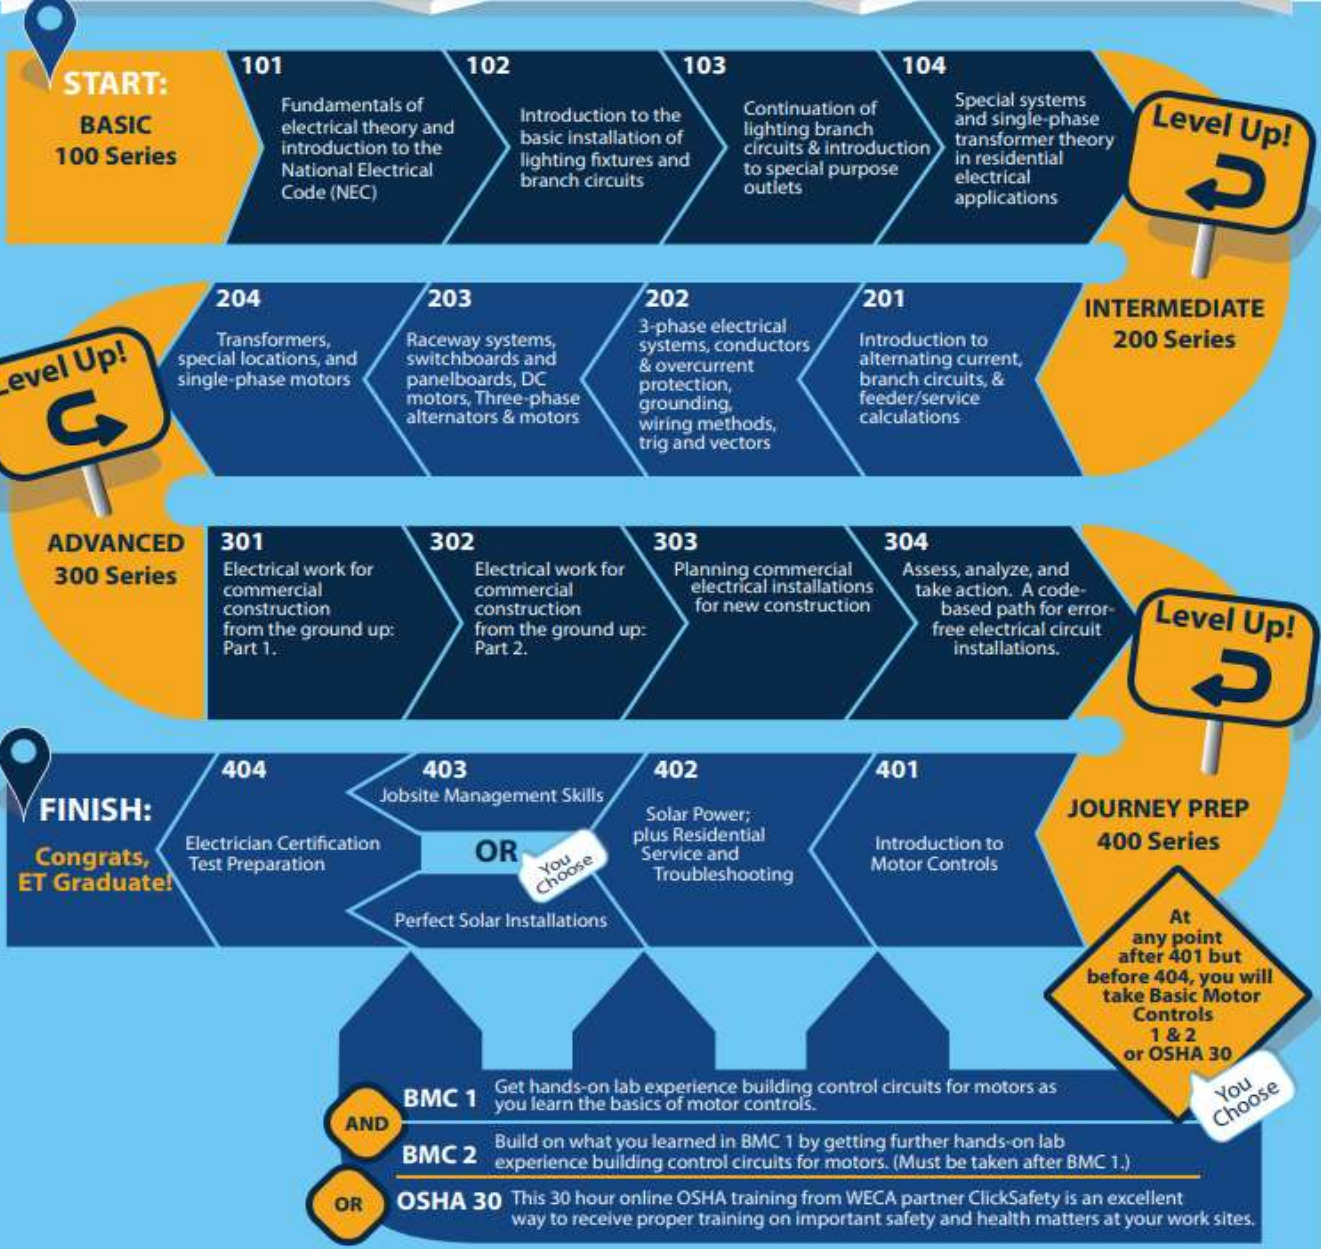 START:
BASIC
100 Series
101
Fundamentals of
electrical theory and
introduction to the
National Electrical
Code (NEC)
102
Introduction to the
basic installation of
lighting fixtures and
branch circuits
103
Continuation of
lighting branch
circuits & introduction
to special purpose
outlets
104
Special systems
and single-phase
transformer theory
in residential
electrical
applications
Level Up!
INTERMEDIATE
200 Series
201
Introduction to
alternating current,
branch circuits, &
feeder/service
calculations
202
3-phase electrical
systems, conductors
& overcurrent
protection,
grounding,
wiring methods,
trig and vectors
203
Raceway systems,
switchboards and
panelboards, DC
motors, Three-phase
alternators & motors
204
Transformers,
special locations, and
single-phase motors
Level Up!
ADVANCED
300 Series
301
Electrical work for
commercial
construction
from the ground up:
Part 1.
302
Electrical work for
commercial
construction
from the ground up:
Part 2.
303
Planning commercial
electrical installations
for new construction
304
Assess, analyze, and
take action. A code-
based path for error-
free electrical circuit
installations.
Level Up!
JOURNEY PREP
400 Series
401
Introduction to
Motor Controls
402
Solar Power;
plus Residential
Service and
Troubleshooting
403
Jobsite Management Skills
OR
You
Choose
Perfect Solar Installations
404
Electrician Certification
Test Preparation
FINISH:
Congrats,
ET Graduate!
At
any point
after 401 but
before 404, you will
take Basic Motor
Controls
1 & 2
or OSHA 30
You
Choose
BMC 1 Get hands-on lab experience building control circuits for motors as
you learn the basics of motor controls.
AND
BMC 2 Build on what you learned in BMC 1 by getting further hands-on lab
experience building control circuits for motors. (Must be taken after BMC 1.)
OR
OSHA 30 This 30 hour online OSHA training from WECA partner ClickSafety is an excellent
way to receive proper training on important safety and health matters at your work sites.